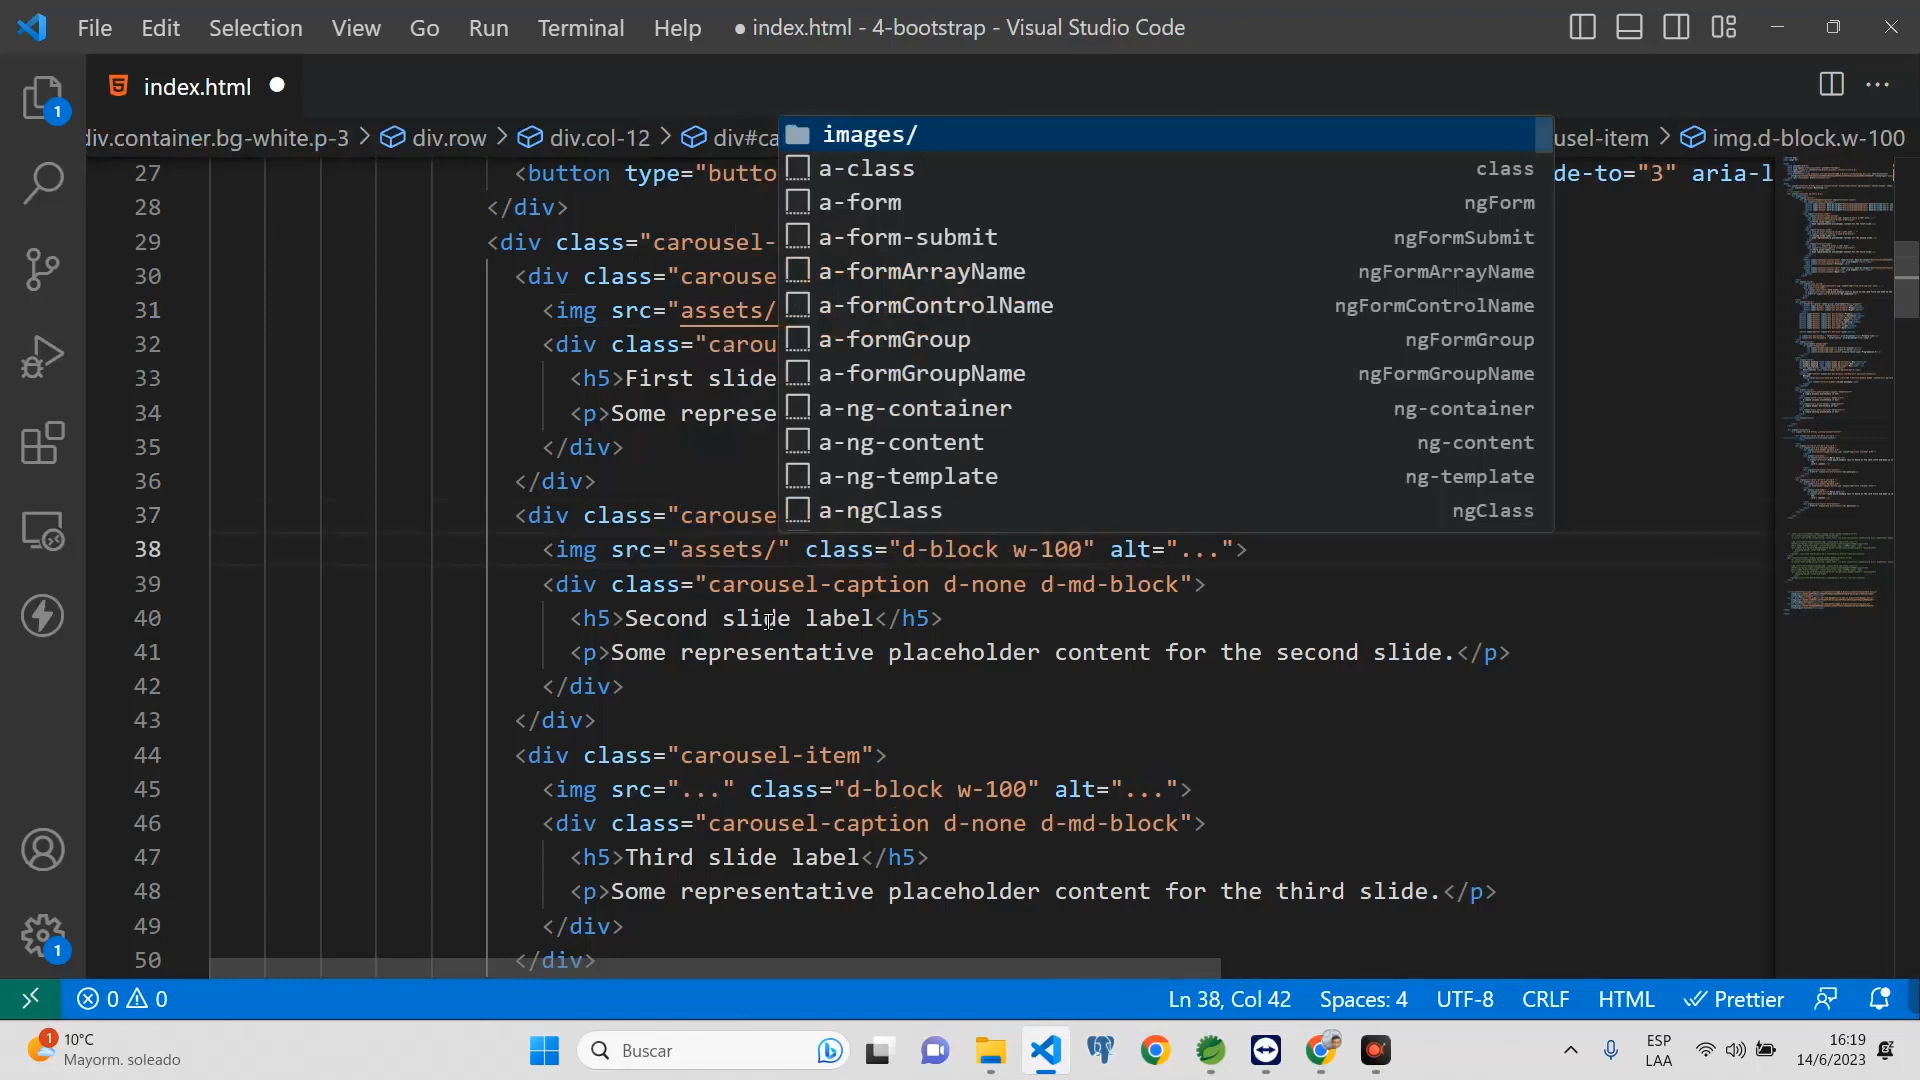 File Edit Selection View Go Run Terminal Help ● index.html - 4-bootstrap - Visual Studio Code
index.html
div.container.bg-white.p-3 > div.row > div.col-12 > div#ca
usel-item > img.d-block.w-100
images/
a-class class
a-form ngForm
a-form-submit ngFormSubmit
a-formArrayName ngFormArrayName
a-formControlName ngFormControlName
a-formGroup ngFormGroup
a-formGroupName ngFormGroupName
a-ng-container ng-container
a-ng-content ng-content
a-ng-template ng-template
a-ngClass ngClass
27 <button type="butto de-to="3" aria-l
28 </div>
29 <div class="carousel-
30 <div class="carouse
31 <img src="assets/
32 <div class="carou
33 <h5>First slide
34 <p>Some represe
35 </div>
36 </div>
37 <div class="carouse
38 <img src="assets/" class="d-block w-100" alt="...">
39 <div class="carousel-caption d-none d-md-block">
40 <h5>Second slide label</h5>
41 <p>Some representative placeholder content for the second slide.</p>
42 </div>
43 </div>
44 <div class="carousel-item">
45 <img src="..." class="d-block w-100" alt="...">
46 <div class="carousel-caption d-none d-md-block">
47 <h5>Third slide label</h5>
48 <p>Some representative placeholder content for the third slide.</p>
49 </div>
50 </div>
1
1
0 0 Ln 38, Col 42 Spaces: 4 UTF-8 CRLF HTML Prettier
1
10°C
Mayorm. soleado
Buscar
ESP
LAA
16:19
14/6/2023